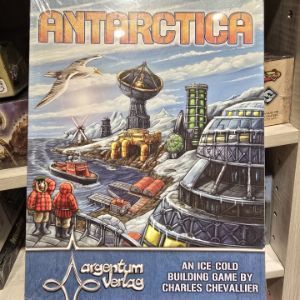 ANTARCTICA
argentum
Verlag
AN ICE COLD
BUILDING GAME BY
CHARLES CHEVALLIER